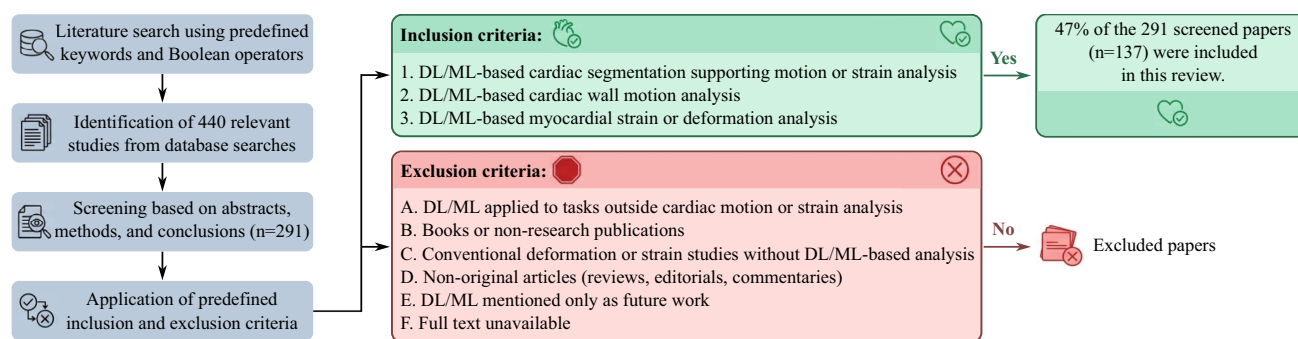 Literature search using predefined
keywords and Boolean operators
Identification of 440 relevant
studies from database searches
Screening based on abstracts,
methods, and conclusions (n=291)
Application of predefined
inclusion and exclusion criteria
Inclusion criteria:
1. DL/ML-based cardiac segmentation supporting motion or strain analysis
2. DL/ML-based cardiac wall motion analysis
3. DL/ML-based myocardial strain or deformation analysis
Yes
47% of the 291 screened papers
(n=137) were included
in this review.
Exclusion criteria:
A. DL/ML applied to tasks outside cardiac motion or strain analysis
B. Books or non-research publications
C. Conventional deformation or strain studies without DL/ML-based analysis
D. Non-original articles (reviews, editorials, commentaries)
E. DL/ML mentioned only as future work
F. Full text unavailable
No
Excluded papers